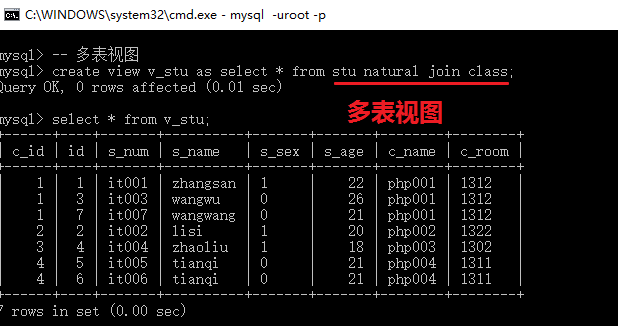 C:\WINDOWS\system32\cmd.exe - mysql  -uroot -p
mysql> -- 多表视图
mysql> create view v_stu as select * from stu natural join class;
Query OK, 0 rows affected (0.01 sec)
多表视图
mysql> select * from v_stu;
+------+----+-------+----------+-------+-------+--------+--------+
| c_id | id | s_num | s_name | s_sex | s_age | c_name | c_room |
+------+----+-------+----------+-------+-------+--------+--------+
| 1 | 1 | it001 | zhangsan | 1 | 22 | php001 | 1312 |
| 1 | 3 | it003 | wangwu | 0 | 26 | php001 | 1312 |
| 1 | 7 | it007 | wangwang | 0 | 21 | php001 | 1312 |
| 2 | 2 | it002 | lisi | 1 | 20 | php002 | 1322 |
| 3 | 4 | it004 | zhaoliu | 1 | 18 | php003 | 1302 |
| 4 | 5 | it005 | tianqi | 0 | 21 | php004 | 1311 |
| 4 | 6 | it006 | tianqi | 0 | 21 | php004 | 1311 |
+------+----+-------+----------+-------+-------+--------+--------+
7 rows in set (0.00 sec)